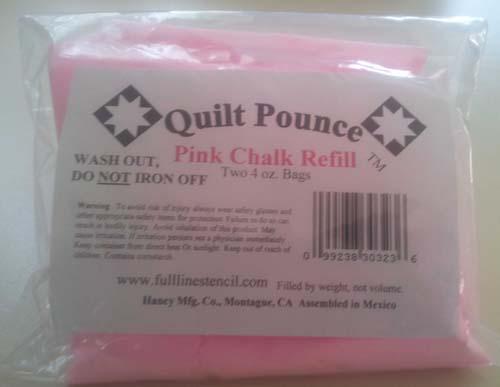 Quilt Pounce
TM
WASH OUT,
DO NOT IRON OFF
Pink Chalk Refill
Two 4 oz. Bags
Warning: To avoid risk of injury always wear safety glasses and
other appropriate safety items for protection. Failure to do so can
result in bodily injury. Avoid inhalation of this product. May
cause irritation. If irritation persists see a physician immediately.
Keep container from direct heat Or sunlight. Keep out of reach of
children. Contains cornstarch.
0 99238 30323 6
www.fulllinestencil.com Filled by weight, not volume.
Haney Mfg. Co., Montague, CA Assembled in Mexico